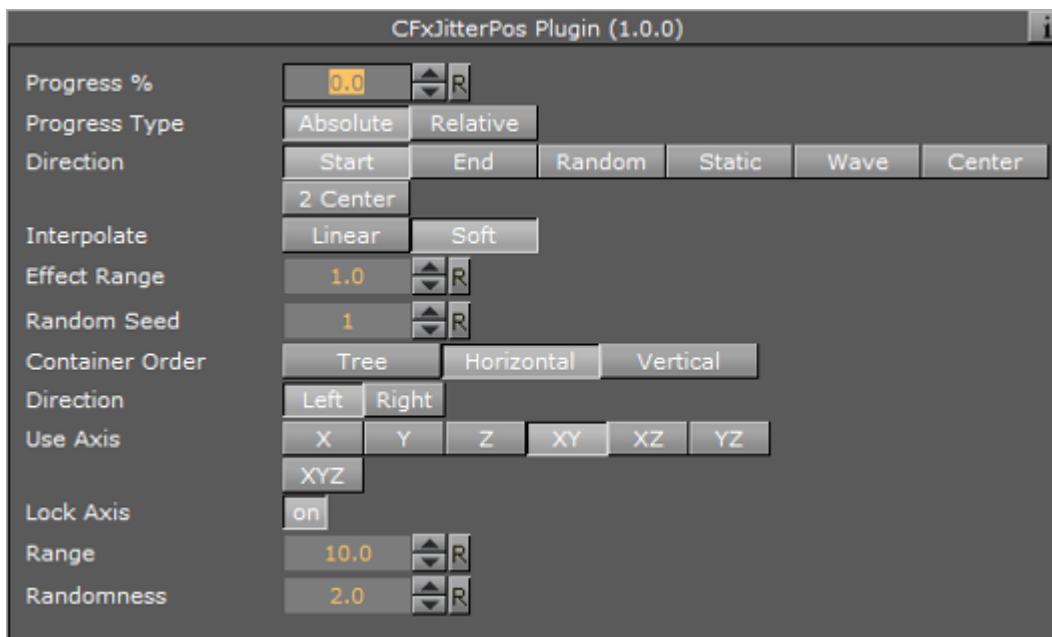 CFxJitterPos Plugin (1.0.0) i
Progress % 0.0 R
Progress Type Absolute Relative
Direction Start End Random Static Wave Center
2 Center
Interpolate Linear Soft
Effect Range 1.0 R
Random Seed 1 R
Container Order Tree Horizontal Vertical
Direction Left Right
Use Axis X Y Z XY XZ YZ
XYZ
Lock Axis on
Range 10.0 R
Randomness 2.0 R